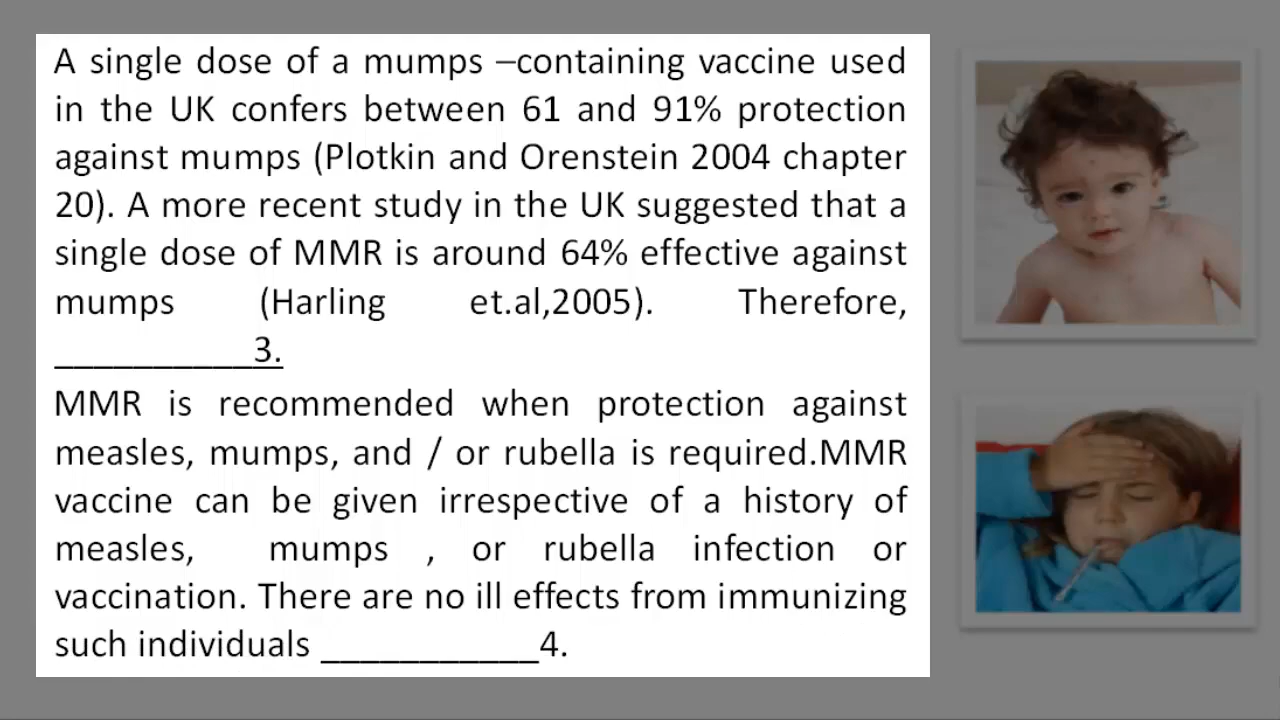 A single dose of a mumps –containing vaccine used
in the UK confers between 61 and 91% protection
against mumps (Plotkin and Orenstein 2004 chapter
20). A more recent study in the UK suggested that a
single dose of MMR is around 64% effective against
mumps (Harling et.al,2005). Therefore,
__________3.
MMR is recommended when protection against
measles, mumps, and / or rubella is required.MMR
vaccine can be given irrespective of a history of
measles, mumps , or rubella infection or
vaccination. There are no ill effects from immunizing
such individuals ___________4.